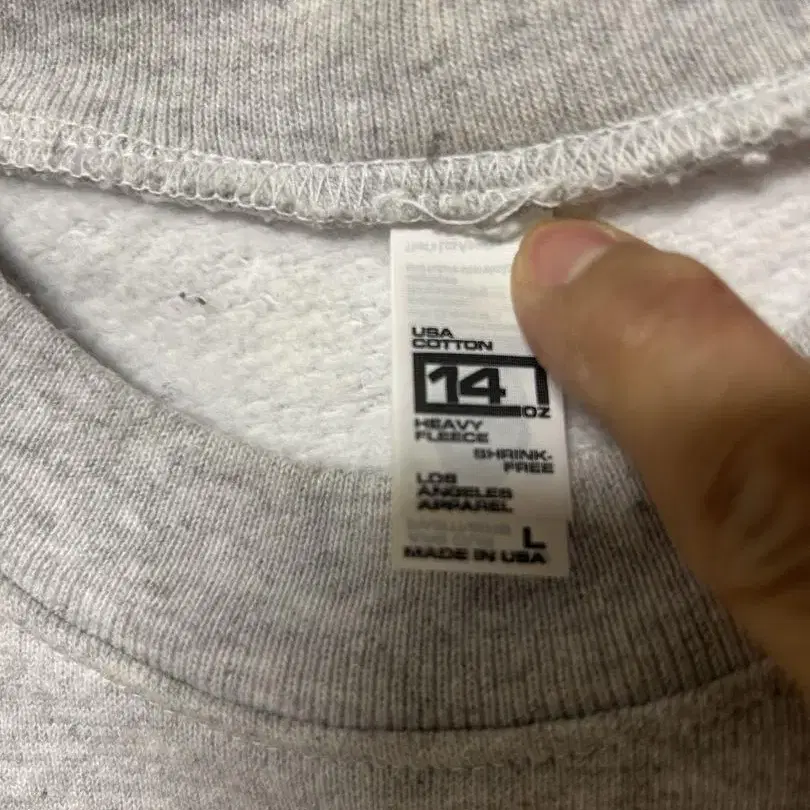 USA
COTTON
14
OZ
HEAVY
FLEECE
SHRINK-
FREE
LOS
ANGELES
APPAREL
L
MADE IN USA